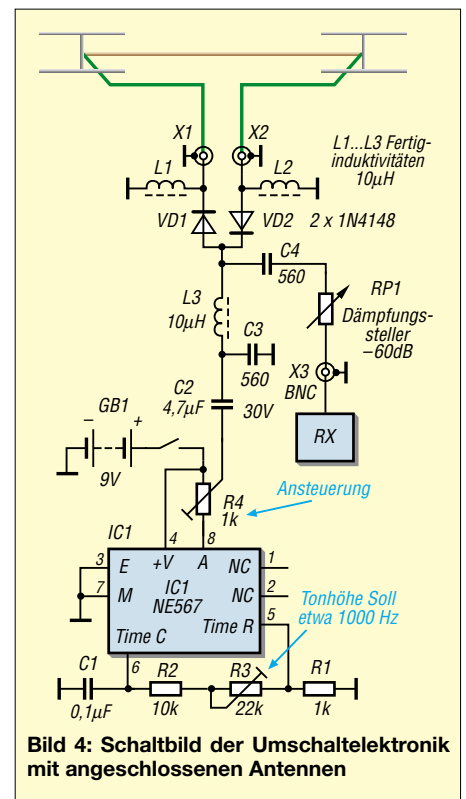 X1
X2
L1
L2
L1...L3 Fertig-
induktivitäten
10µH
VD1
VD2
2 x 1N4148
C4
560
L3
10µH
RP1
Dämpfungs-
steller
–60dB
C3
560
X3
BNC
C2
4,7µF
30V
RX
GB1
– +
9V
R4
1k
Ansteuerung
IC1
4
8
3
E
+V
A
NC
1
7
M
IC1
NE567
NC
2
Time C
Time R
5
6
Tonhöhe Soll
etwa 1000 Hz
C1
0,1µF
R2
10k
R3
22k
R1
1k
Bild 4: Schaltbild der Umschaltelektronik
mit angeschlossenen Antennen